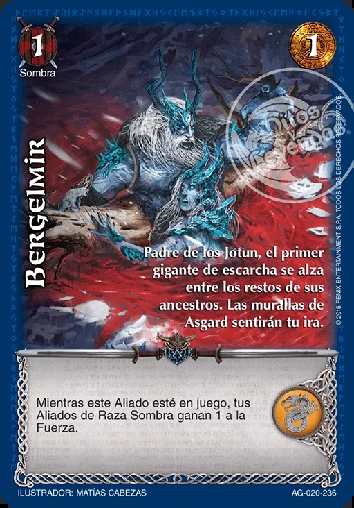 1
Sombra
1
Bergelmir
Padre de los Jotun, el primer
gigante de escarcha se alza
entre los restos de sus
ancestros. Las murallas de
Asgard sentirán tu ira.
Mientras este Aliado esté en juego, tus
Aliados de Raza Sombra ganan 1 a la
Fuerza.
ILUSTRADOR: MATÍAS CABEZAS
AG-020-236